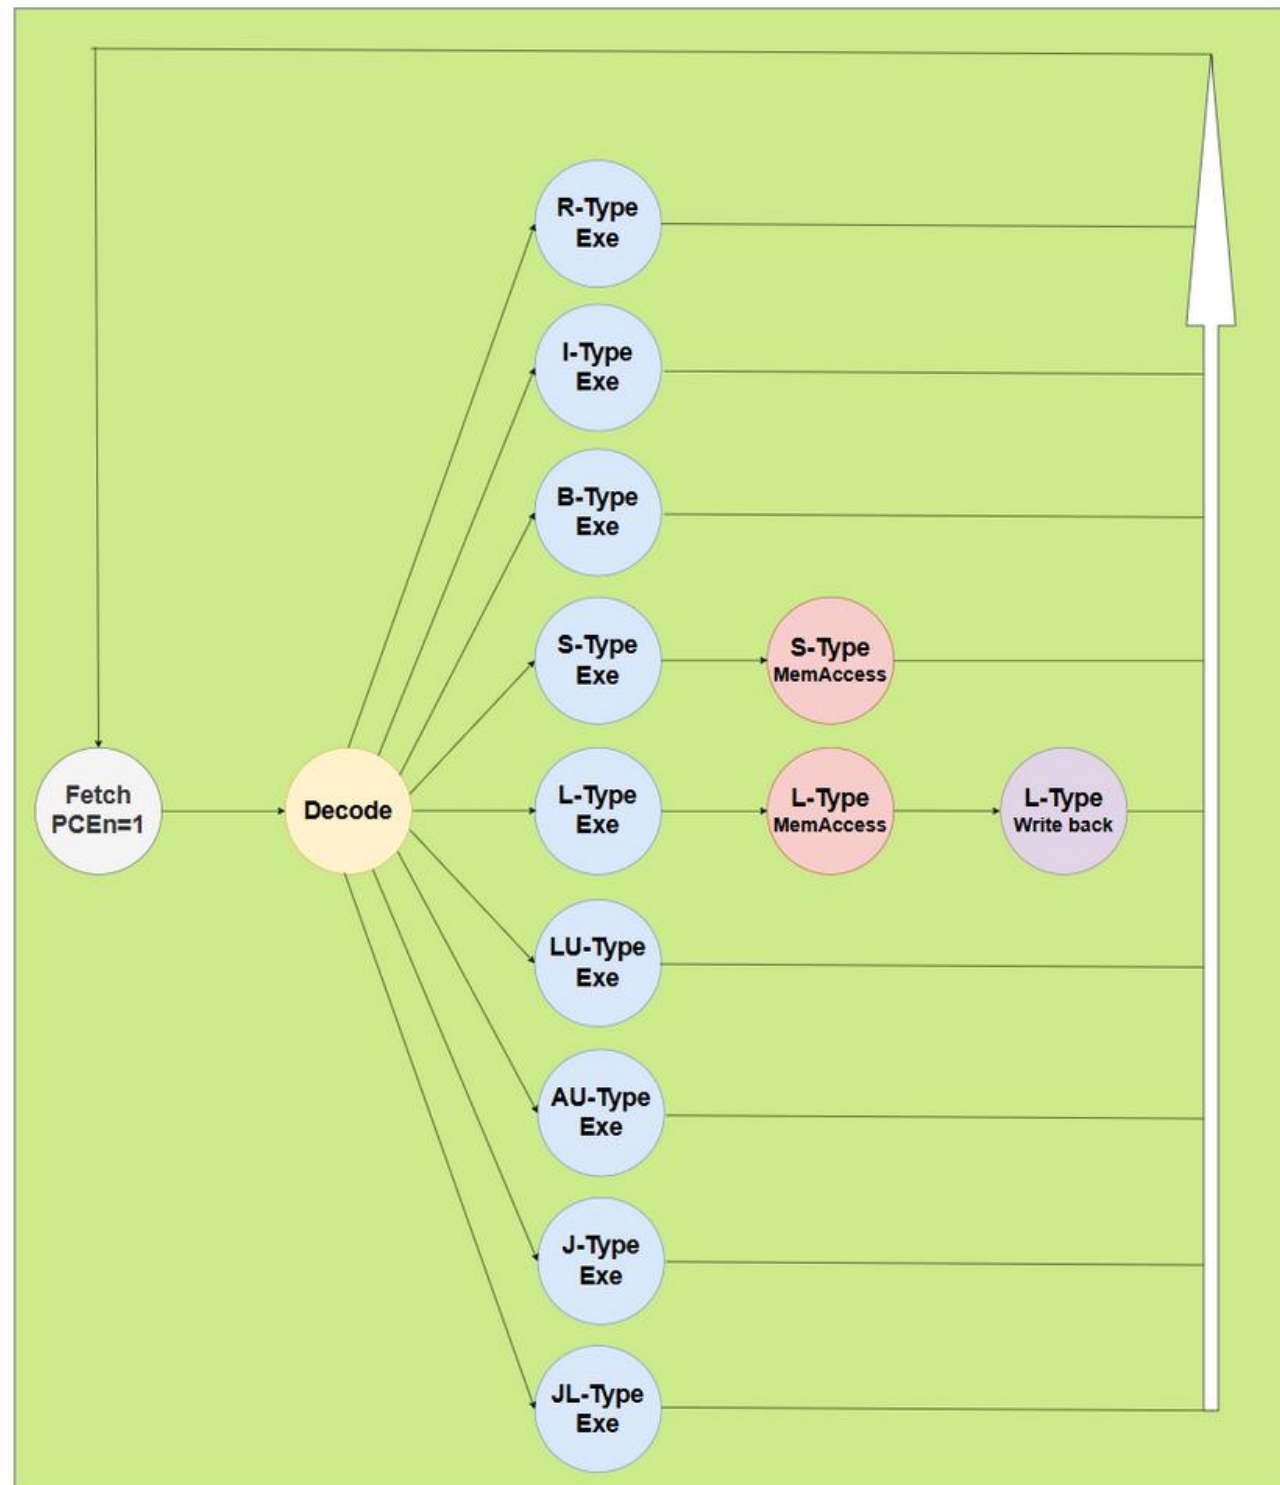 R-Type
Exe
I-Type
Exe
B-Type
Exe
S-Type
Exe
S-Type
MemAccess
Fetch
PCEn=1
Decode
L-Type
Exe
L-Type
MemAccess
L-Type
Write back
LU-Type
Exe
AU-Type
Exe
J-Type
Exe
JL-Type
Exe